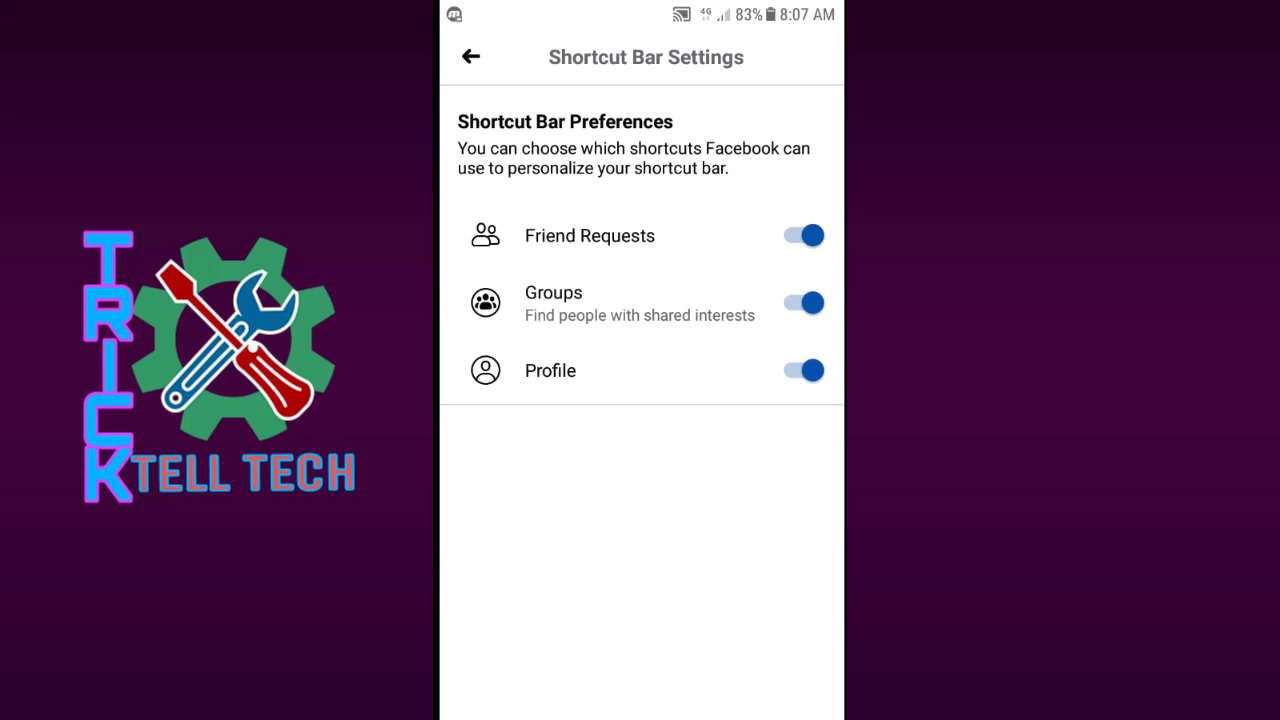 4G 83% 8:07 AM
Shortcut Bar Settings
Shortcut Bar Preferences
You can choose which shortcuts Facebook can
use to personalize your shortcut bar.
Friend Requests
Groups
Find people with shared interests
Profile
TRICK
TELL TECH